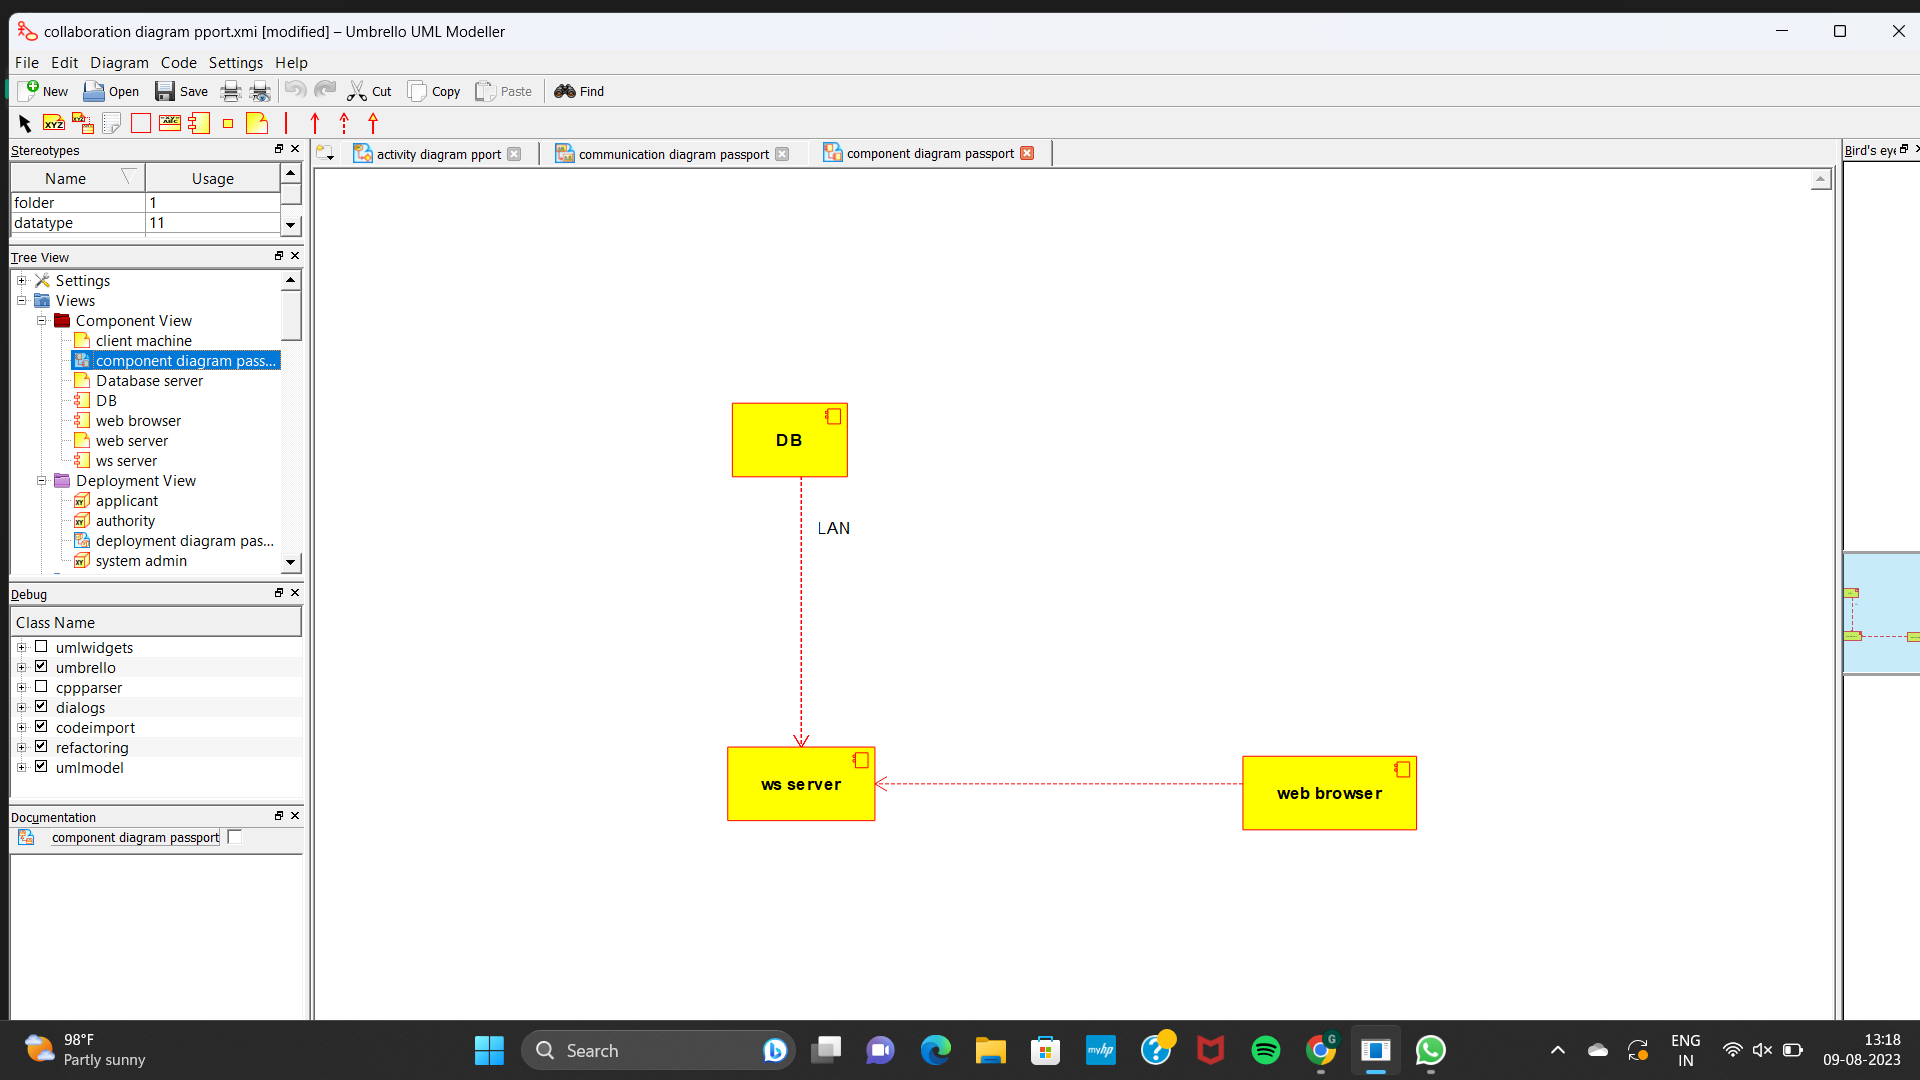 collaboration diagram pport.xmi [modified] – Umbrello UML Modeller
File Edit Diagram Code Settings Help
New Open Save Cut Copy Paste Find
XYZ
Stereotypes
Name Usage
folder 1
datatype 11
activity diagram pport communication diagram passport component diagram passport
Bird's eye
Tree View
Settings
Views
Component View
client machine
component diagram pass...
Database server
DB
web browser
web server
ws server
Deployment View
applicant
authority
deployment diagram pas...
system admin
Debug
Class Name
umlwidgets
umbrello
cppparser
dialogs
codeimport
refactoring
umlmodel
Documentation
component diagram passport
DB
LAN
ws server
web browser
98°F
Partly sunny
Search
myhp
G
ENG
IN
13:18
09-08-2023